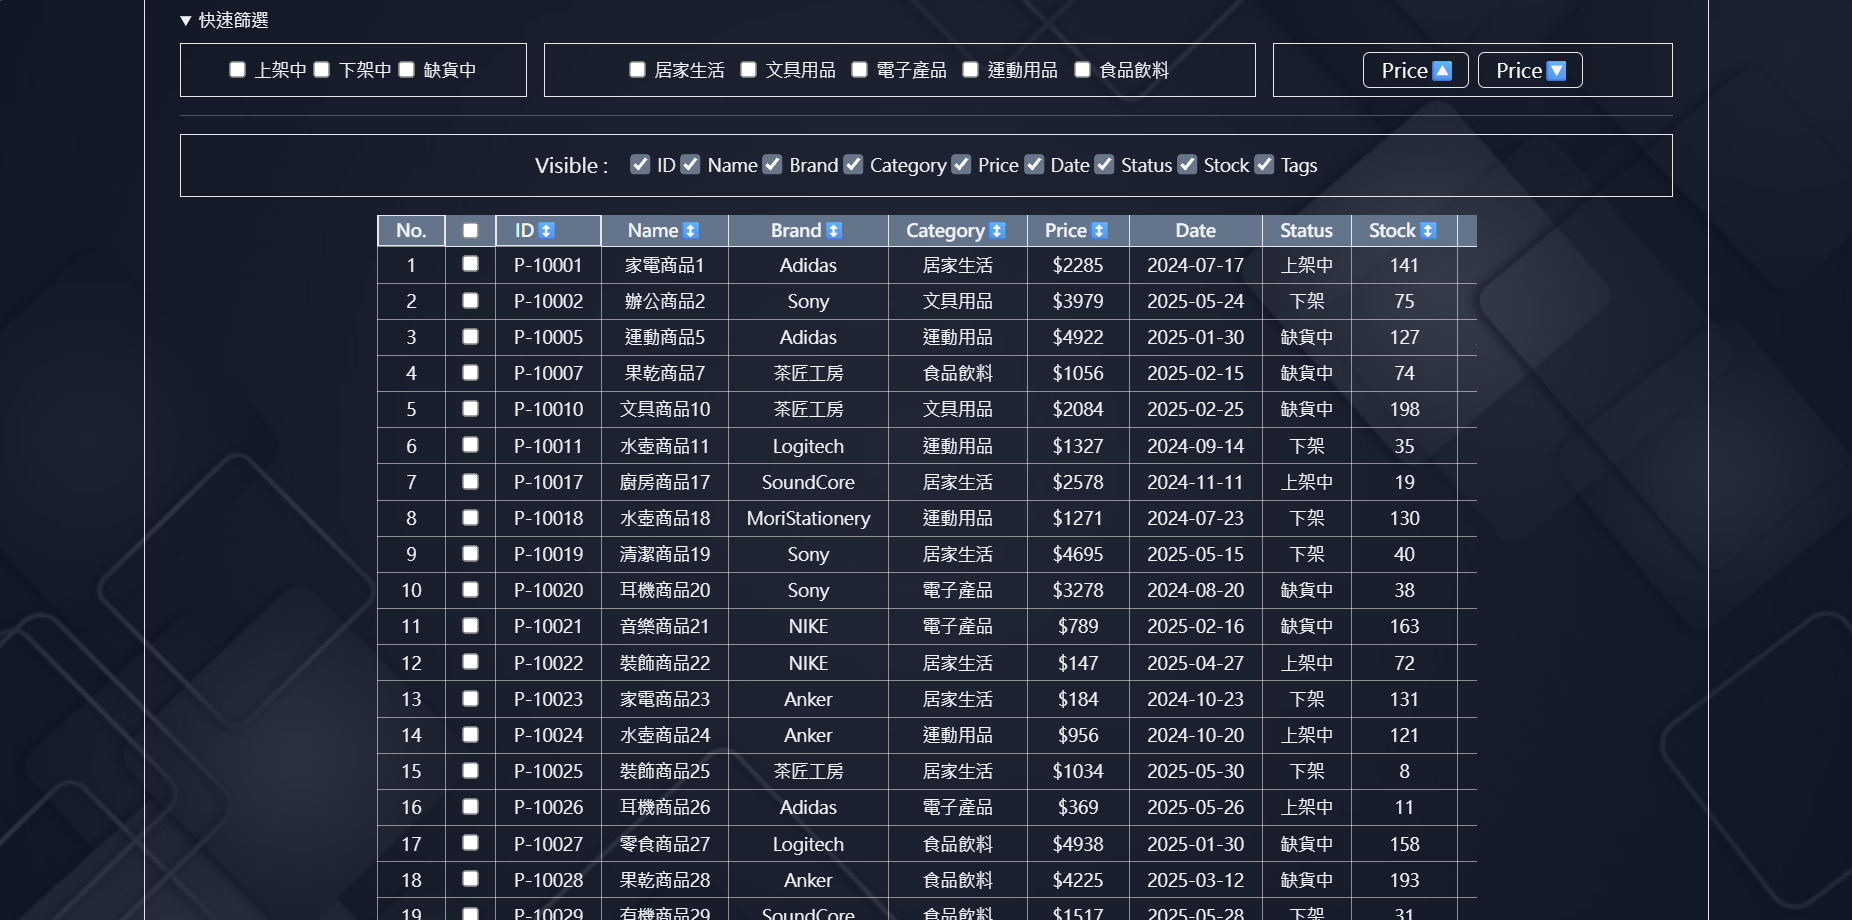 ▼ 快速篩選
上架中 下架中 缺貨中 居家生活 文具用品 電子產品 運動用品 食品飲料 Price🔼 Price🔽
Visible : ID Name Brand Category Price Date Status Stock Tags
No. ID↕️ Name↕️ Brand↕️ Category↕️ Price↕️ Date Status Stock↕️
1 P-10001 家電商品1 Adidas 居家生活 $2285 2024-07-17 上架中 141
2 P-10002 辦公商品2 Sony 文具用品 $3979 2025-05-24 下架 75
3 P-10005 運動商品5 Adidas 運動用品 $4922 2025-01-30 缺貨中 127
4 P-10007 果乾商品7 茶匠工房 食品飲料 $1056 2025-02-15 缺貨中 74
5 P-10010 文具商品10 茶匠工房 文具用品 $2084 2025-02-25 缺貨中 198
6 P-10011 水壺商品11 Logitech 運動用品 $1327 2024-09-14 下架 35
7 P-10017 廚房商品17 SoundCore 居家生活 $2578 2024-11-11 上架中 19
8 P-10018 水壺商品18 MoriStationery 運動用品 $1271 2024-07-23 下架 130
9 P-10019 清潔商品19 Sony 居家生活 $4695 2025-05-15 下架 40
10 P-10020 耳機商品20 Sony 電子產品 $3278 2024-08-20 缺貨中 38
11 P-10021 音樂商品21 NIKE 電子產品 $789 2025-02-16 缺貨中 163
12 P-10022 裝飾商品22 NIKE 居家生活 $147 2025-04-27 上架中 72
13 P-10023 家電商品23 Anker 居家生活 $184 2024-10-23 下架 131
14 P-10024 水壺商品24 Anker 運動用品 $956 2024-10-20 上架中 121
15 P-10025 裝飾商品25 茶匠工房 居家生活 $1034 2025-05-30 下架 8
16 P-10026 耳機商品26 Adidas 電子產品 $369 2025-05-26 上架中 11
17 P-10027 零食商品27 Logitech 食品飲料 $4938 2025-01-30 缺貨中 158
18 P-10028 果乾商品28 Anker 食品飲料 $4225 2025-03-12 缺貨中 193
19 P-10029 有機商品29 SoundCore 食品飲料 $1517 2025-05-28 下架 31